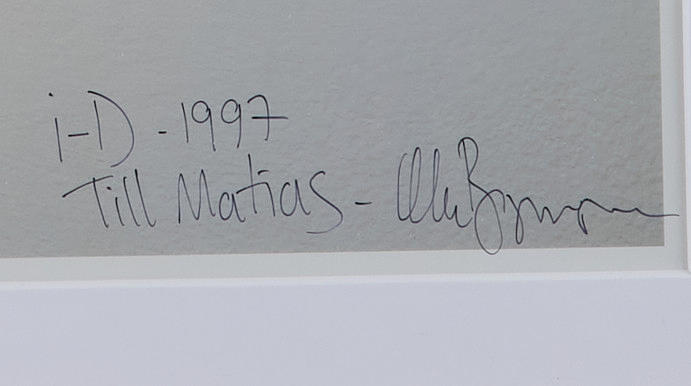 i-D - 1997
Till Matias -